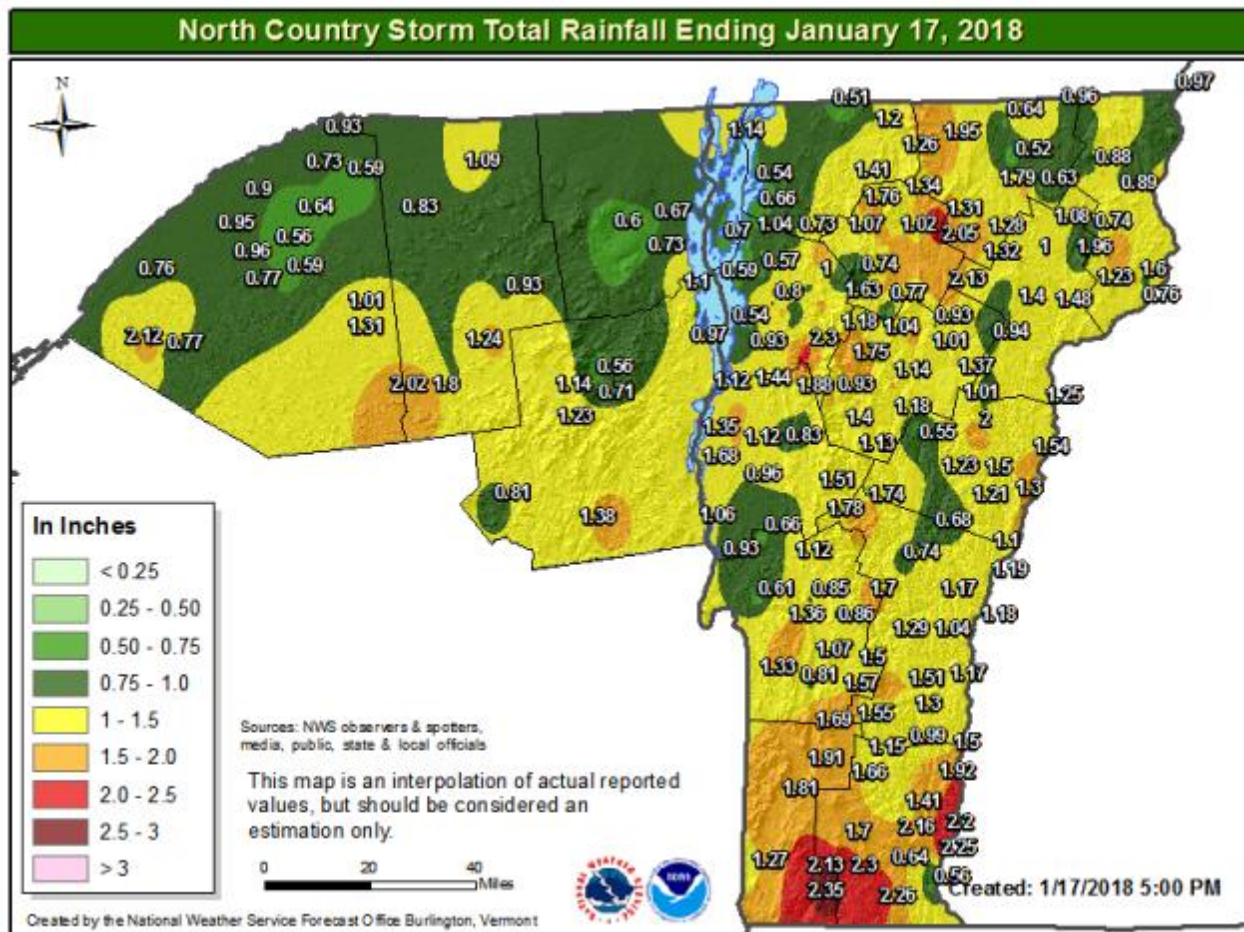 North Country Storm Total Rainfall Ending January 17, 2018
N
0.97
0.51 0.96
0.93 1.14 1.2 1.95 0.64
0.73 0.59 1.09 1.26 0.52 0.88
0.9 0.54 1.41 1.79 0.63 0.89
0.64 0.83 0.66 1.76 1.34
0.95 0.6 0.67 0.7 1.04 0.73 1.07 1.02 1.31 1.28 1.08 0.74
0.96 0.56 0.73 2.05 1.32 1 1.96
0.76 0.77 0.59 0.59 0.57 1 0.74 2.13 1.23 1.6
0.93 1.1 0.8 1.63 0.77 1.4 1.48 0.76
1.01 0.54 0.93
1.31 1.18 1.04 0.94
2.12 0.77 1.24 0.97 0.93 2.3 1.75 1.01
0.56 1.14 1.37
2.02 1.8 1.14 0.71 1.12 1.44 1.88 0.93 1.01 1.25
1.23 1.4 1.18 2
1.35 1.12 0.83 1.13 0.55 1.54
1.68 0.96 1.51 1.23 1.5
0.81 1.74 1.21 1.3
1.38 1.06 0.66 1.78 0.68
0.93 1.12 0.74 1.1
1.19
0.61 0.85 1.7 1.17
1.36 0.86 1.29 1.04 1.18
1.07 1.5
1.33 0.81 1.57 1.51 1.17
1.3
1.69 1.55
0.99 1.5
1.91 1.15
1.66 1.92
1.81 1.41
1.7 2.16 2.2
2.25
1.27 2.13 2.3 0.64
0.56
2.35 2.26
In Inches
< 0.25
0.25 - 0.50
0.50 - 0.75
0.75 - 1.0
1 - 1.5
1.5 - 2.0
2.0 - 2.5
2.5 - 3
> 3
Sources: NWS observers & spotters,
media, public, state & local officials
This map is an interpolation of actual reported
values, but should be considered an
estimation only.
0 20 40
Miles
Created: 1/17/2018 5:00 PM
Created by the National Weather Service Forecast Office Burlington, Vermont